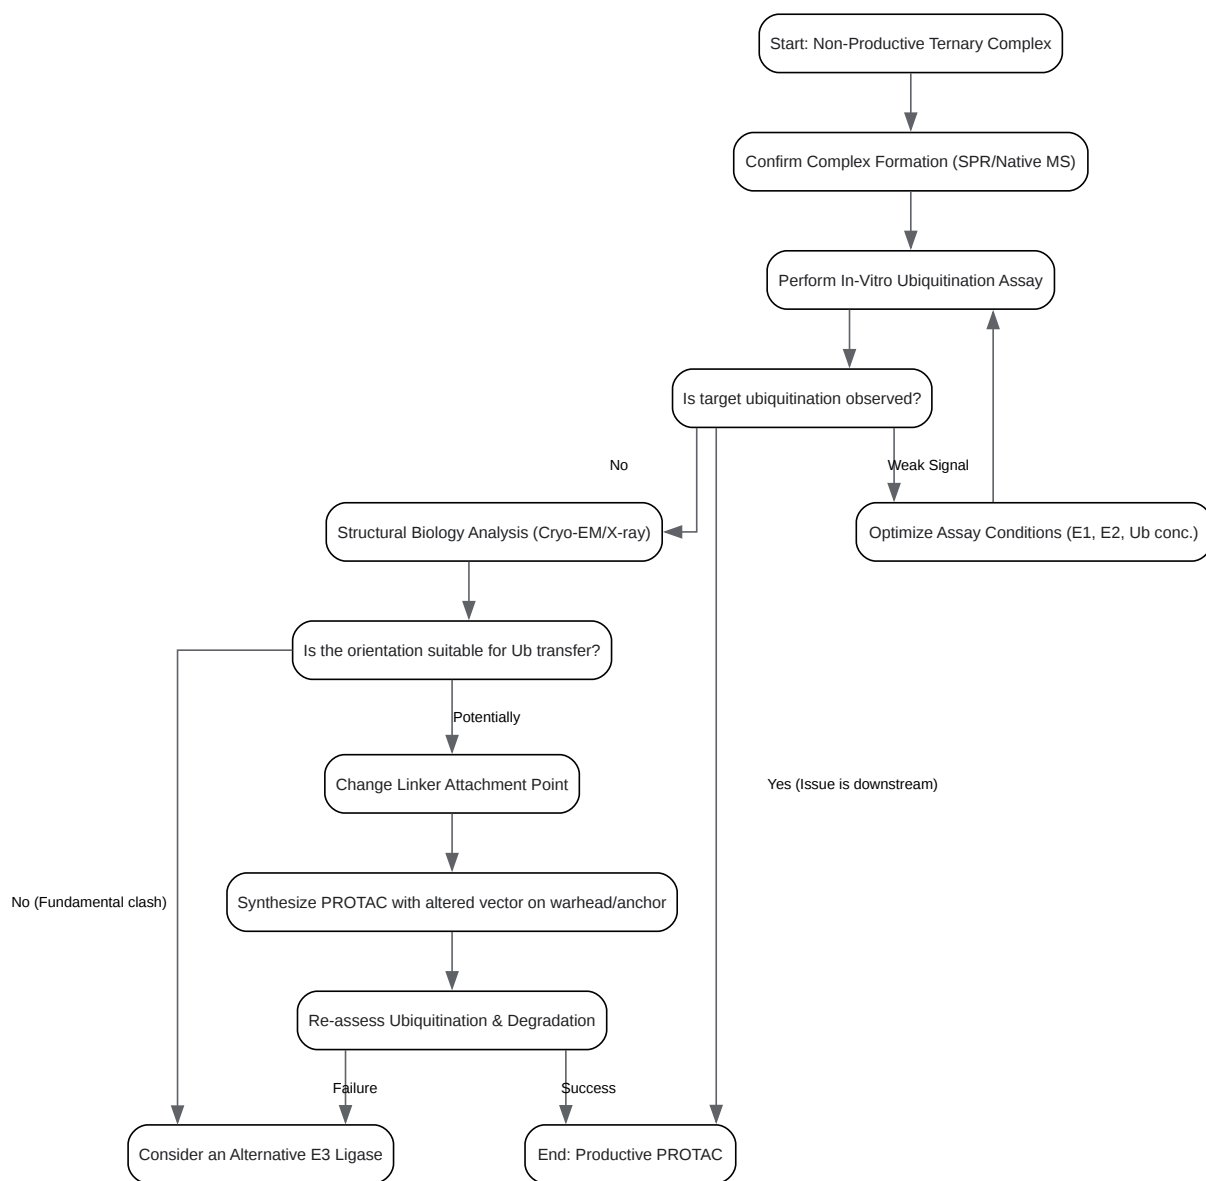 Start: Non-Productive Ternary Complex
Confirm Complex Formation (SPR/Native MS)
Perform In-Vitro Ubiquitination Assay
Is target ubiquitination observed?
No
Weak Signal
Structural Biology Analysis (Cryo-EM/X-ray)
Optimize Assay Conditions (E1, E2, Ub conc.)
Is the orientation suitable for Ub transfer?
Potentially
Change Linker Attachment Point
Yes (Issue is downstream)
No (Fundamental clash)
Synthesize PROTAC with altered vector on warhead/anchor
Re-assess Ubiquitination & Degradation
Failure
Success
Consider an Alternative E3 Ligase
End: Productive PROTAC